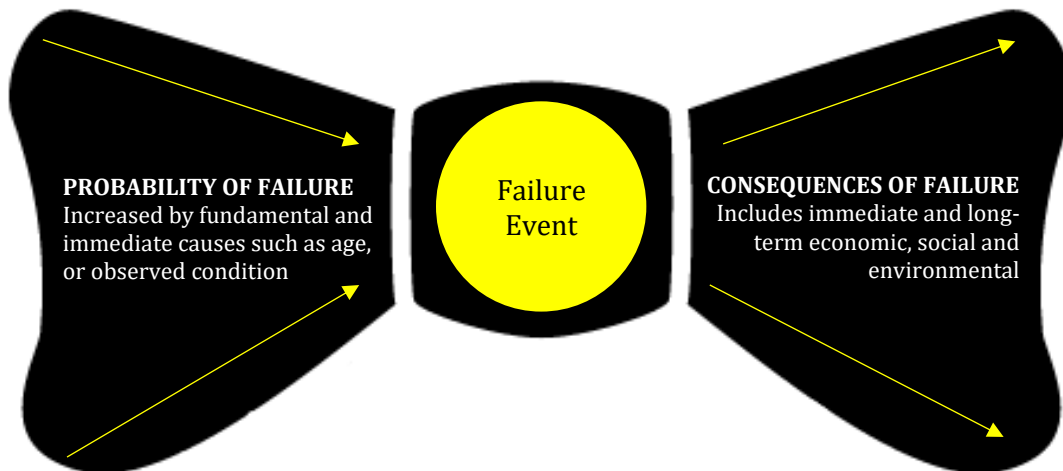 PROBABILITY OF FAILURE
Increased by fundamental and
immediate causes such as age,
or observed condition
Failure
Event
CONSEQUENCES OF FAILURE
Includes immediate and long-
term economic, social and
environmental